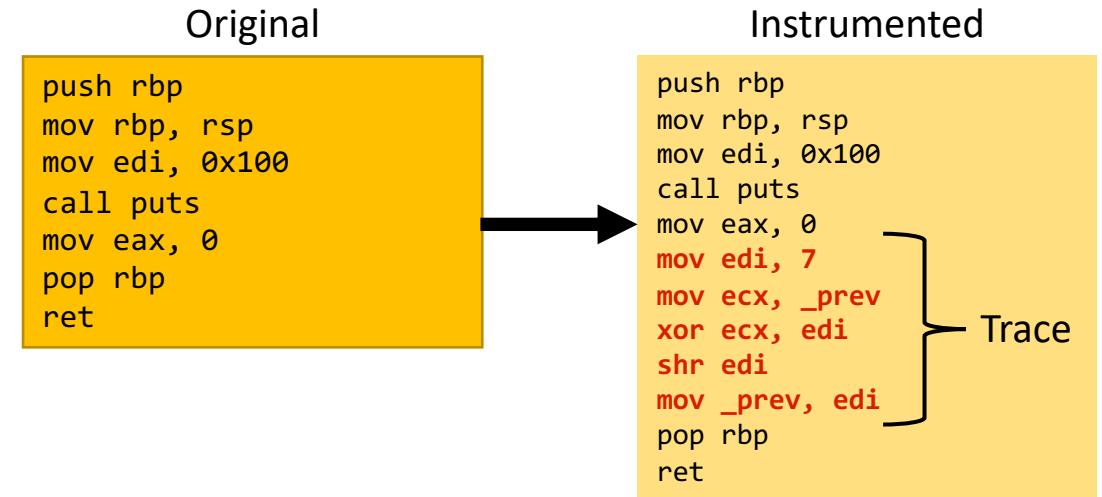 Original
push rbp
mov rbp, rsp
mov edi, 0x100
call puts
mov eax, 0
pop rbp
ret
Instrumented
push rbp
mov rbp, rsp
mov edi, 0x100
call puts
mov eax, 0
mov edi, 7
mov ecx, _prev
xor ecx, edi
shr edi
mov _prev, edi
pop rbp
ret
Trace